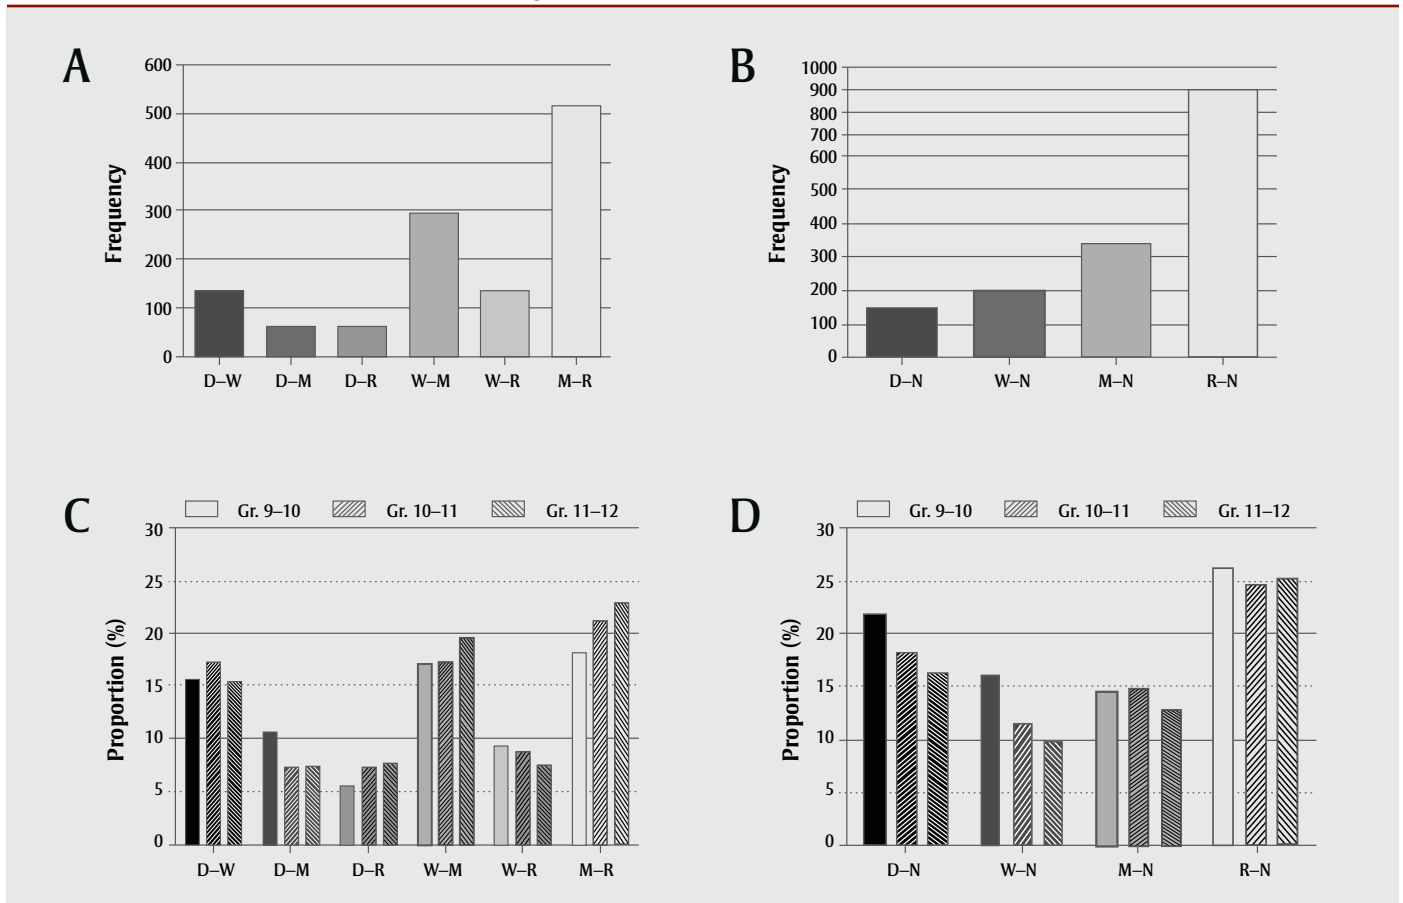 A
600
500
400
300
200
100
0
Frequency
D–W D–M D–R W–M W–R M–R
B
1000
900
800
700
600
500
400
300
200
100
0
Frequency
D–N W–N M–N R–N
C
Gr. 9–10 Gr. 10–11 Gr. 11–12
30
25
20
15
10
5
0
Proportion (%)
D–W D–M D–R W–M W–R M–R
D
Gr. 9–10 Gr. 10–11 Gr. 11–12
30
25
20
15
10
5
0
Proportion (%)
D–N W–N M–N R–N